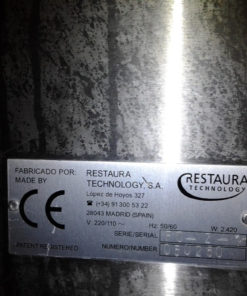 FABRICADO POR:
MADE BY
RESTAURA
TECHNOLOGY, S.A.
López de Hoyos 327
☎ (+34) 91 300 53 22
28043 MADRID (SPAIN)
V: 220/110 ~ Hz: 50/60 W: 2.420
CE
RESTAURA
TECHNOLOGY
SERIE/SERIAL
PATENT REGISTERED NUMERO/NUMBER